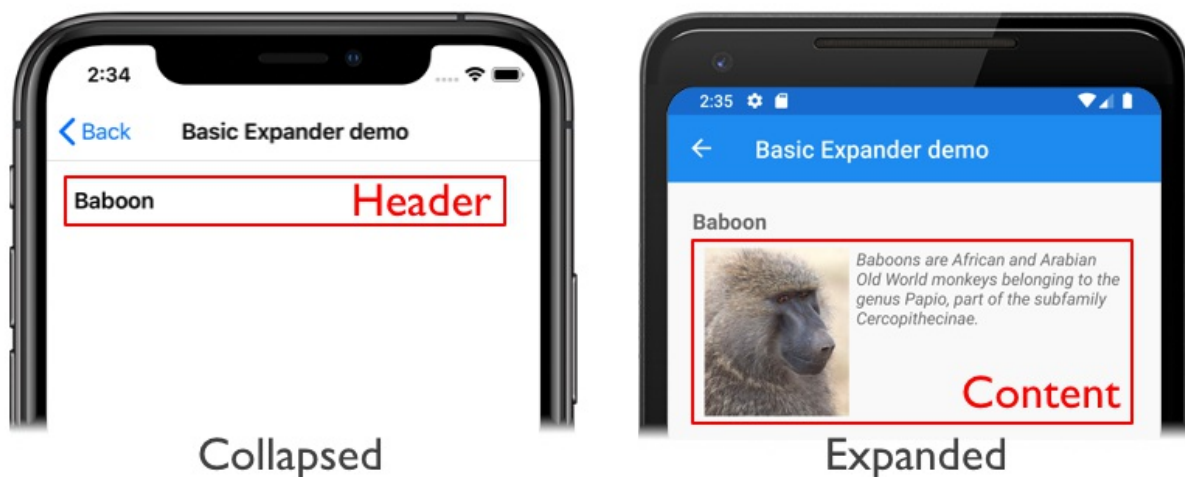 2:34
Back
Basic Expander demo
Baboon
Header
Collapsed
2:35
Basic Expander demo
Baboon
Baboons are African and Arabian
Old World monkeys belonging to the
genus Papio, part of the subfamily
Cercopithecinae.
Content
Expanded